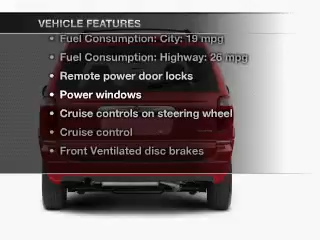 VEHICLE FEATURES
• Fuel Consumption: City: 19 mpg
• Fuel Consumption: Highway: 26 mpg
• Remote power door locks
• Power windows
• Cruise controls on steering wheel
• Cruise control
• Front Ventilated disc brakes